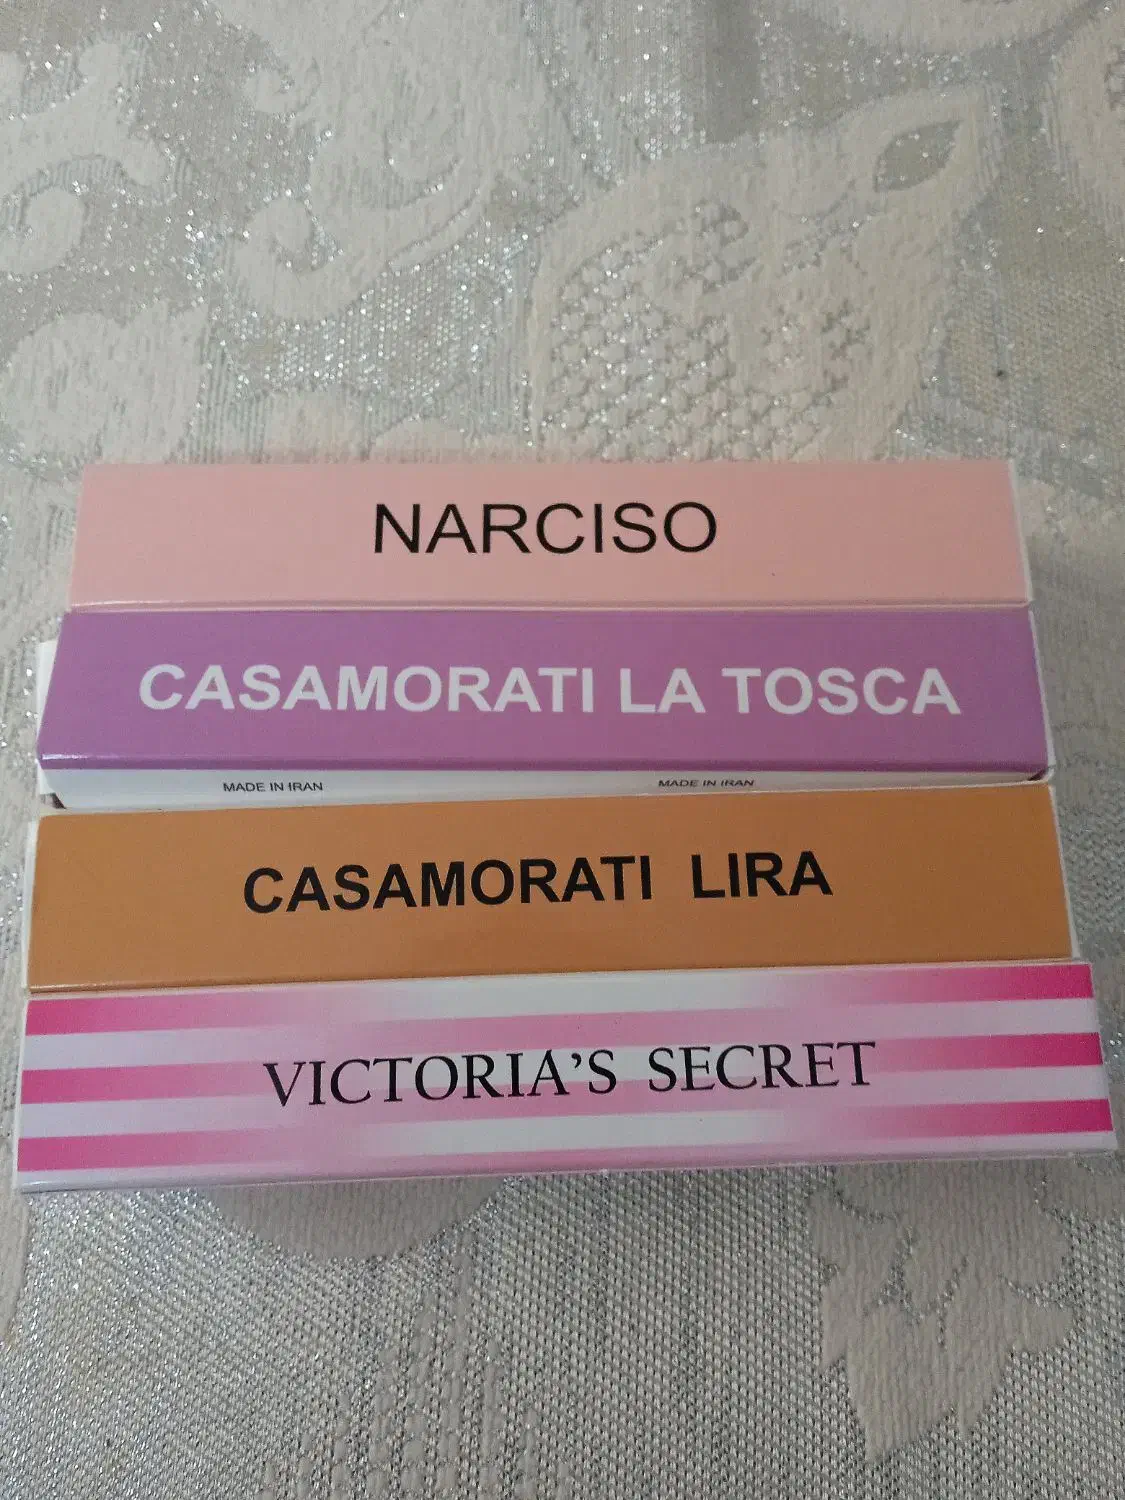 NARCISO
CASAMORATI LA TOSCA
MADE IN IRAN MADE IN IRAN
CASAMORATI LIRA
VICTORIA'S SECRET